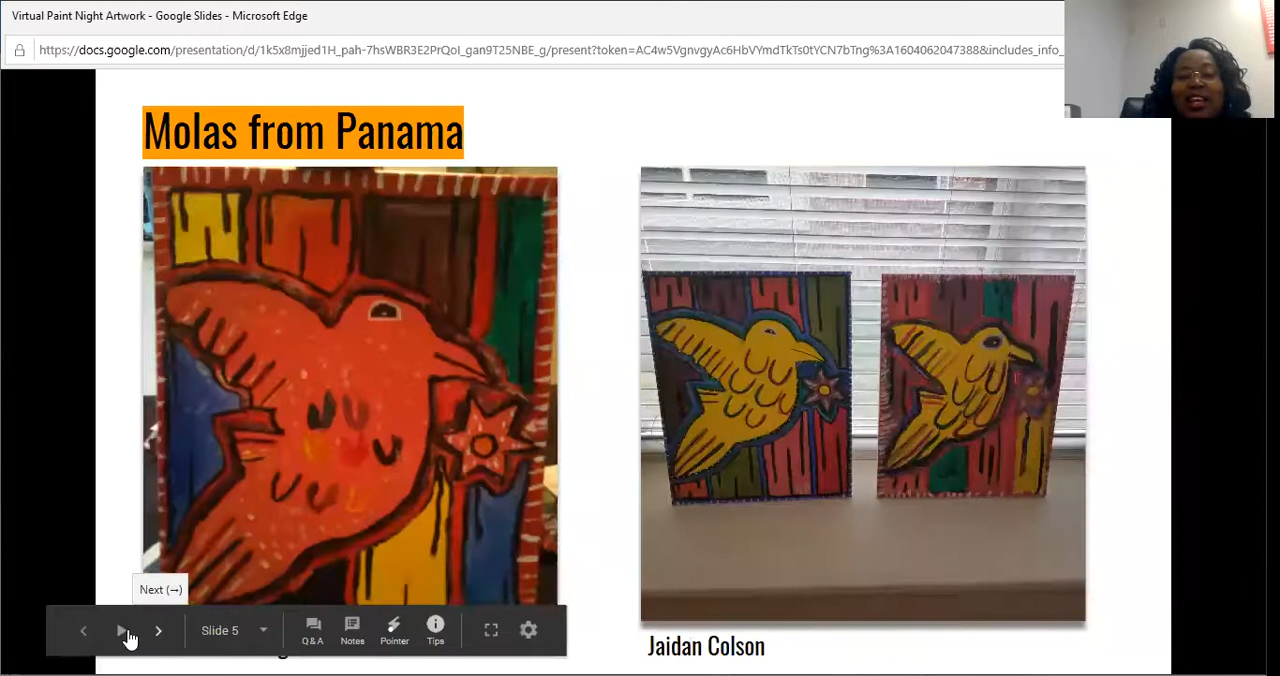 Virtual Paint Night Artwork - Google Slides - Microsoft Edge
https://docs.google.com/presentation/d/1k5x8mjjed1H_pah-7hsWBR3E2PrQoI_gan9T25NBE_g/present?token=AC4w5VgnvgyAc6HbVYmdTkTs0tYCN7bTng%3A1604062047388&includes_info_
Molas from Panama
Next (→)
Slide 5
Q&A
Notes
Pointer
Tips
Jaidan Colson